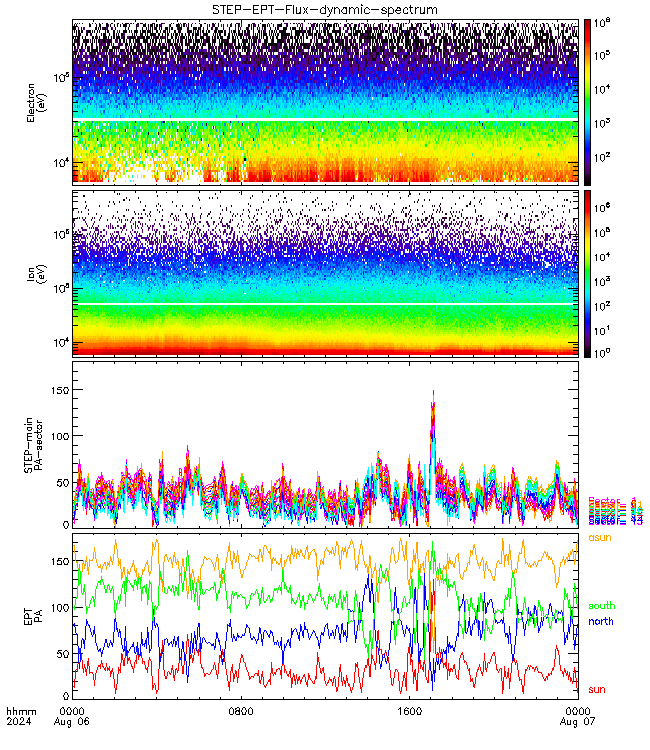 STEP-EPT-Flux-dynamic-spectrum
Electron
(eV)
10^5
10^4
10^6
10^5
10^4
10^3
10^2
Ion
(eV)
10^6
10^5
10^4
10^6
10^5
10^4
10^3
10^2
10^1
10^0
STEP-main
PA-sector
150
100
50
0
EPT
PA
150
100
50
0
asun
south
north
sun
hhmm
2024
0000
Aug 06
0800
1600
0000
Aug 07